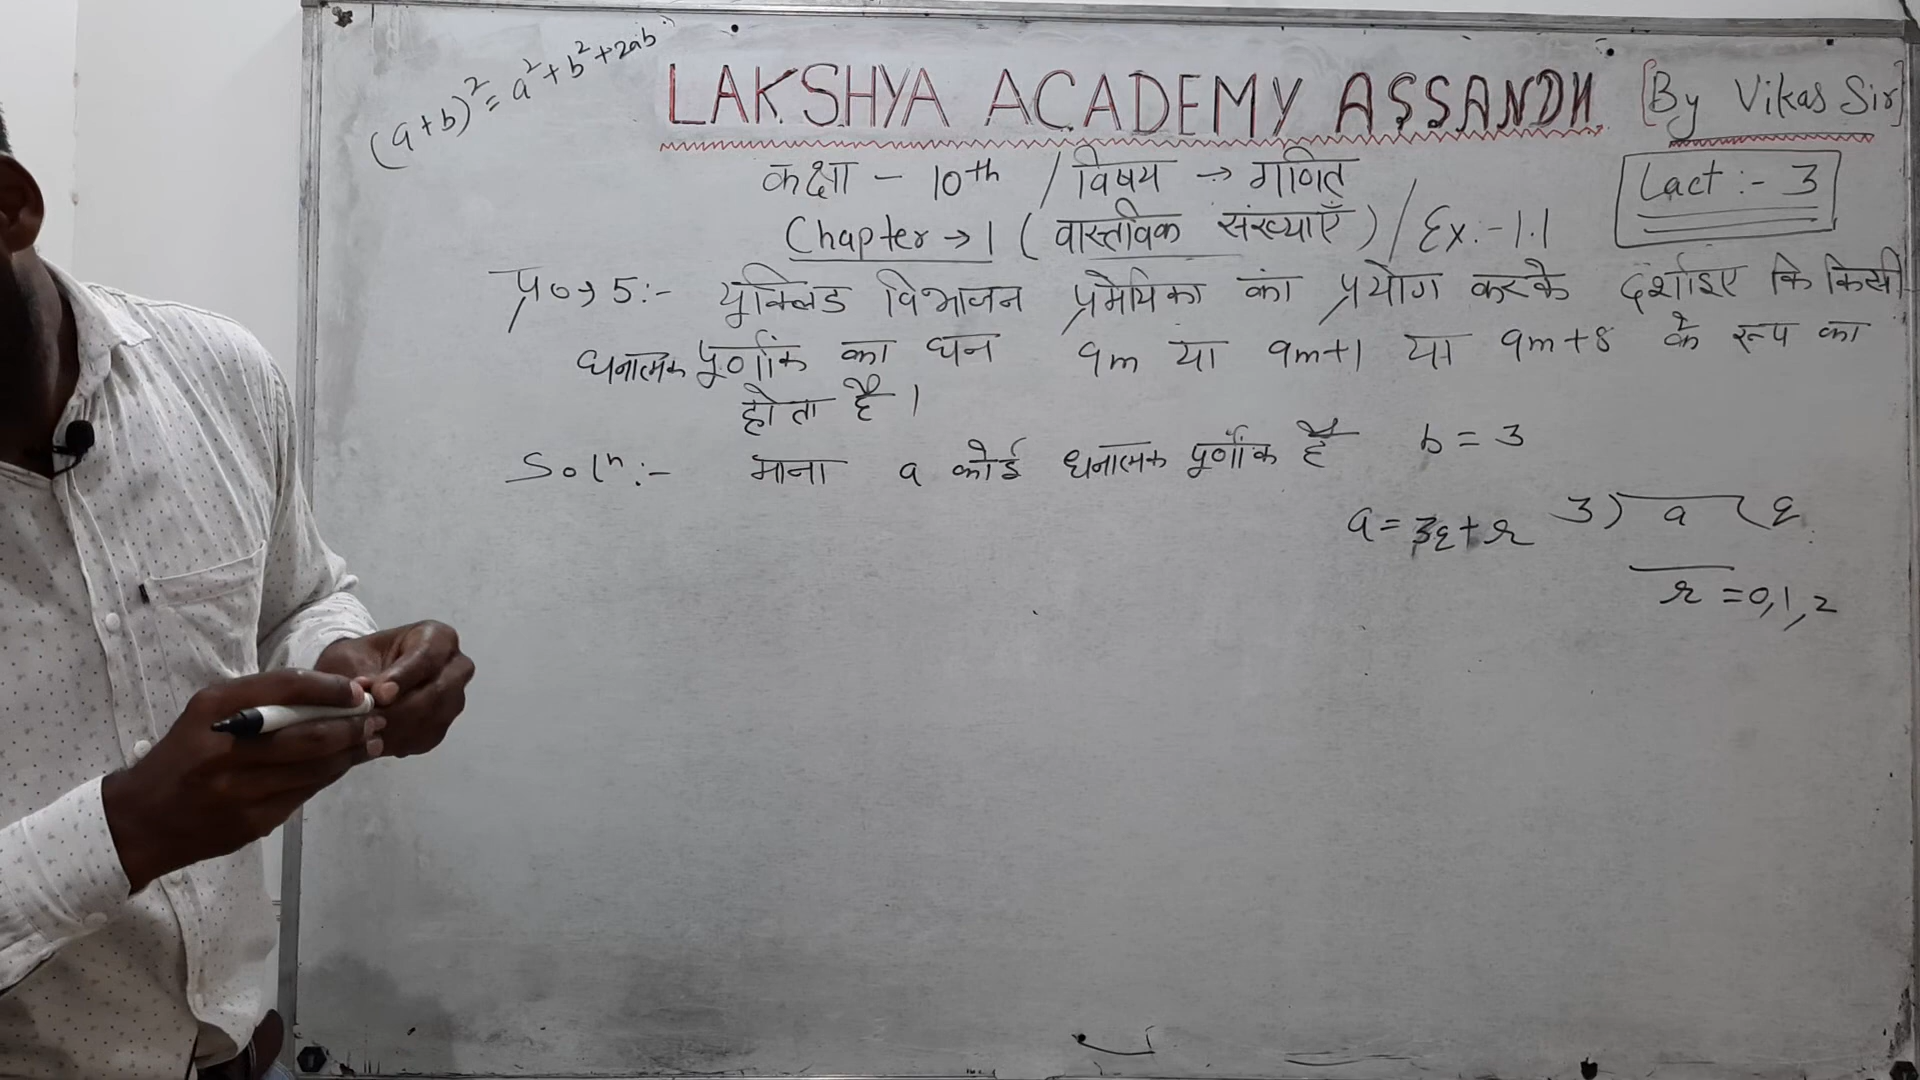 (a+b)² = a² + b² + 2ab
LAKSHYA ACADEMY ASSANDH [By Vikas Sir]
कक्षा - 10th / विषय → गणित
Lact :- 3
Chapter → 1 ( वास्तविक संख्याएँ ) / Ex:-1.1
प्र०→5:- यूक्लिड विभाजन प्रमेयिका का प्रयोग करके दर्शाइए कि किसी
धनात्मक पूर्णांक का घन 9m या 9m+1 या 9m+8 के रूप का
होता है।
Solⁿ:- माना a कोई धनात्मक पूर्णांक है b = 3
a = 3q + r 3) a ( q
r = 0, 1, 2